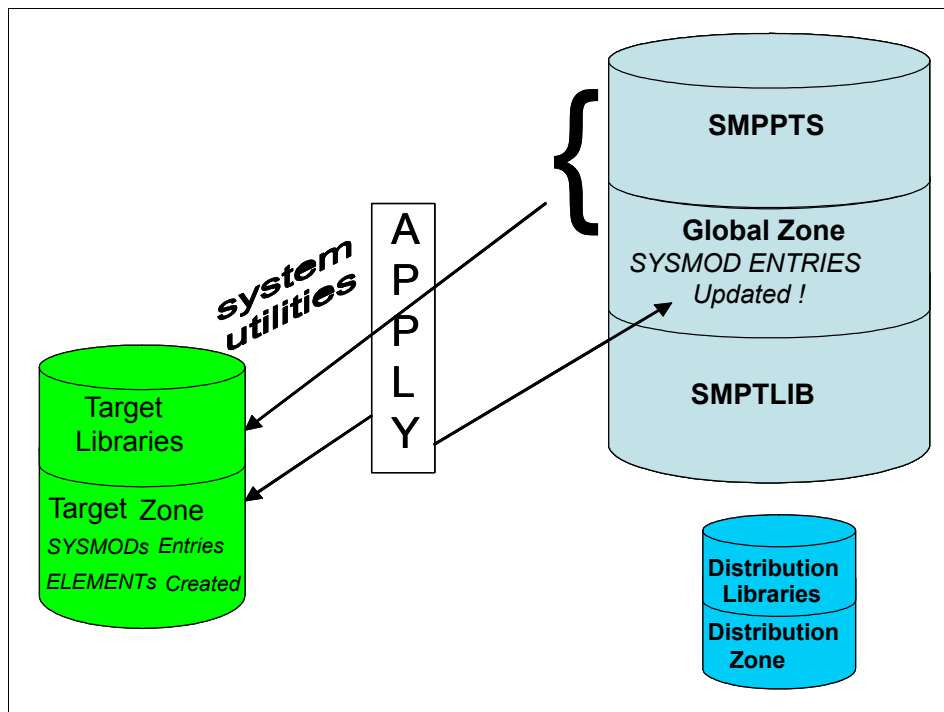 SMPPTS
Global Zone
SYSMOD ENTRIES
Updated !
SMPTLIB
{
A
P
P
L
Y
system
utilities
Target
Libraries
Target Zone
SYSMODs Entries
ELEMENTs Created
Distribution
Libraries
Distribution
Zone